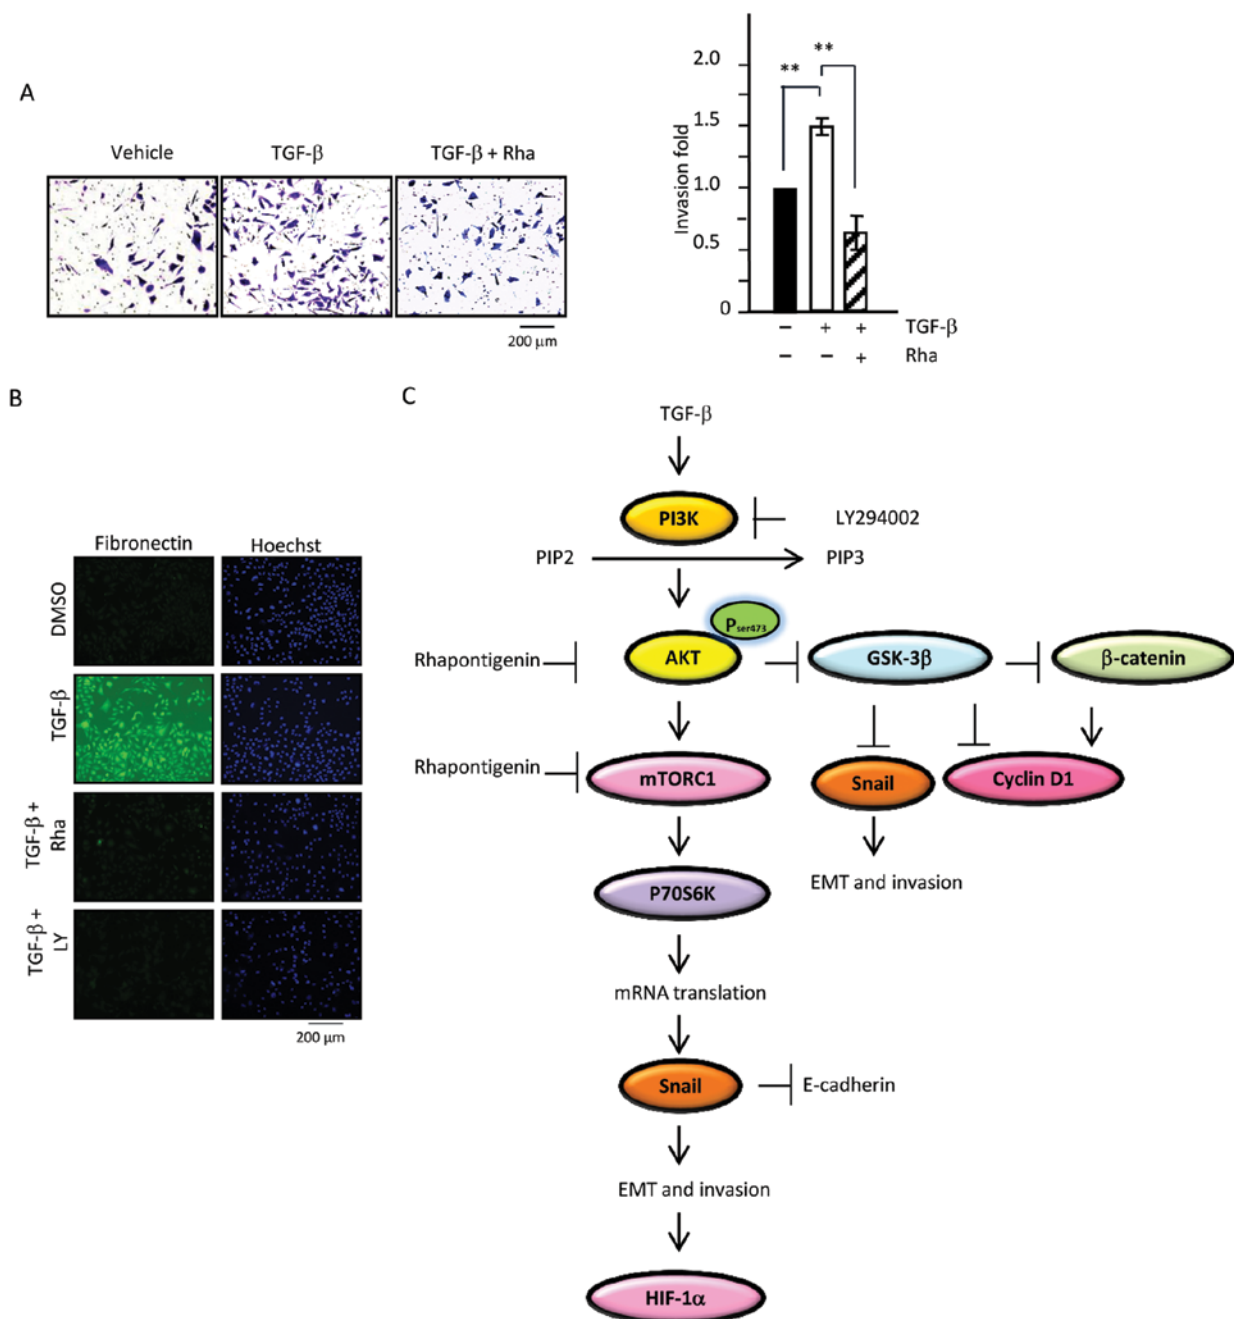 A
Vehicle
TGF-β
TGF-β + Rha
200 μm
Invasion fold
2.0
1.5
1.0
0.5
0
**
**
− + + TGF-β
− − + Rha
B
Fibronectin
Hoechst
DMSO
TGF-β
TGF-β +
Rha
TGF-β +
LY
200 μm
C
TGF-β
PI3K
LY294002
PIP2
PIP3
Pser473
Rhapontigenin
AKT
GSK-3β
β-catenin
Rhapontigenin
mTORC1
Snail
Cyclin D1
P70S6K
EMT and invasion
mRNA translation
Snail
E-cadherin
EMT and invasion
HIF-1α